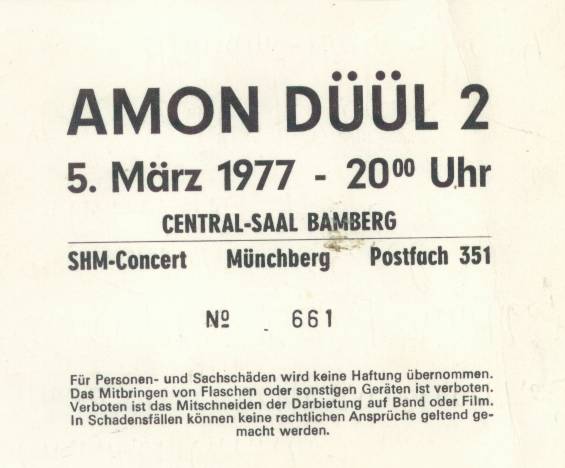 AMON DÜÜL 2
5. März 1977 - 20⁰⁰ Uhr
CENTRAL-SAAL BAMBERG
SHM-Concert Münchberg Postfach 351
Nº 661
Für Personen- und Sachschäden wird keine Haftung übernommen.
Das Mitbringen von Flaschen oder sonstigen Geräten ist verboten.
Verboten ist das Mitschneiden der Darbietung auf Band oder Film.
In Schadensfällen können keine rechtlichen Ansprüche geltend ge-
macht werden.